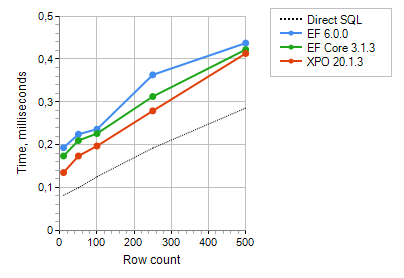 0,5
0,4
0,3
0,2
0,1
0
Time, milliseconds
0 100 200 300 400 500
Row count
Direct SQL
EF 6.0.0
EF Core 3.1.3
XPO 20.1.3